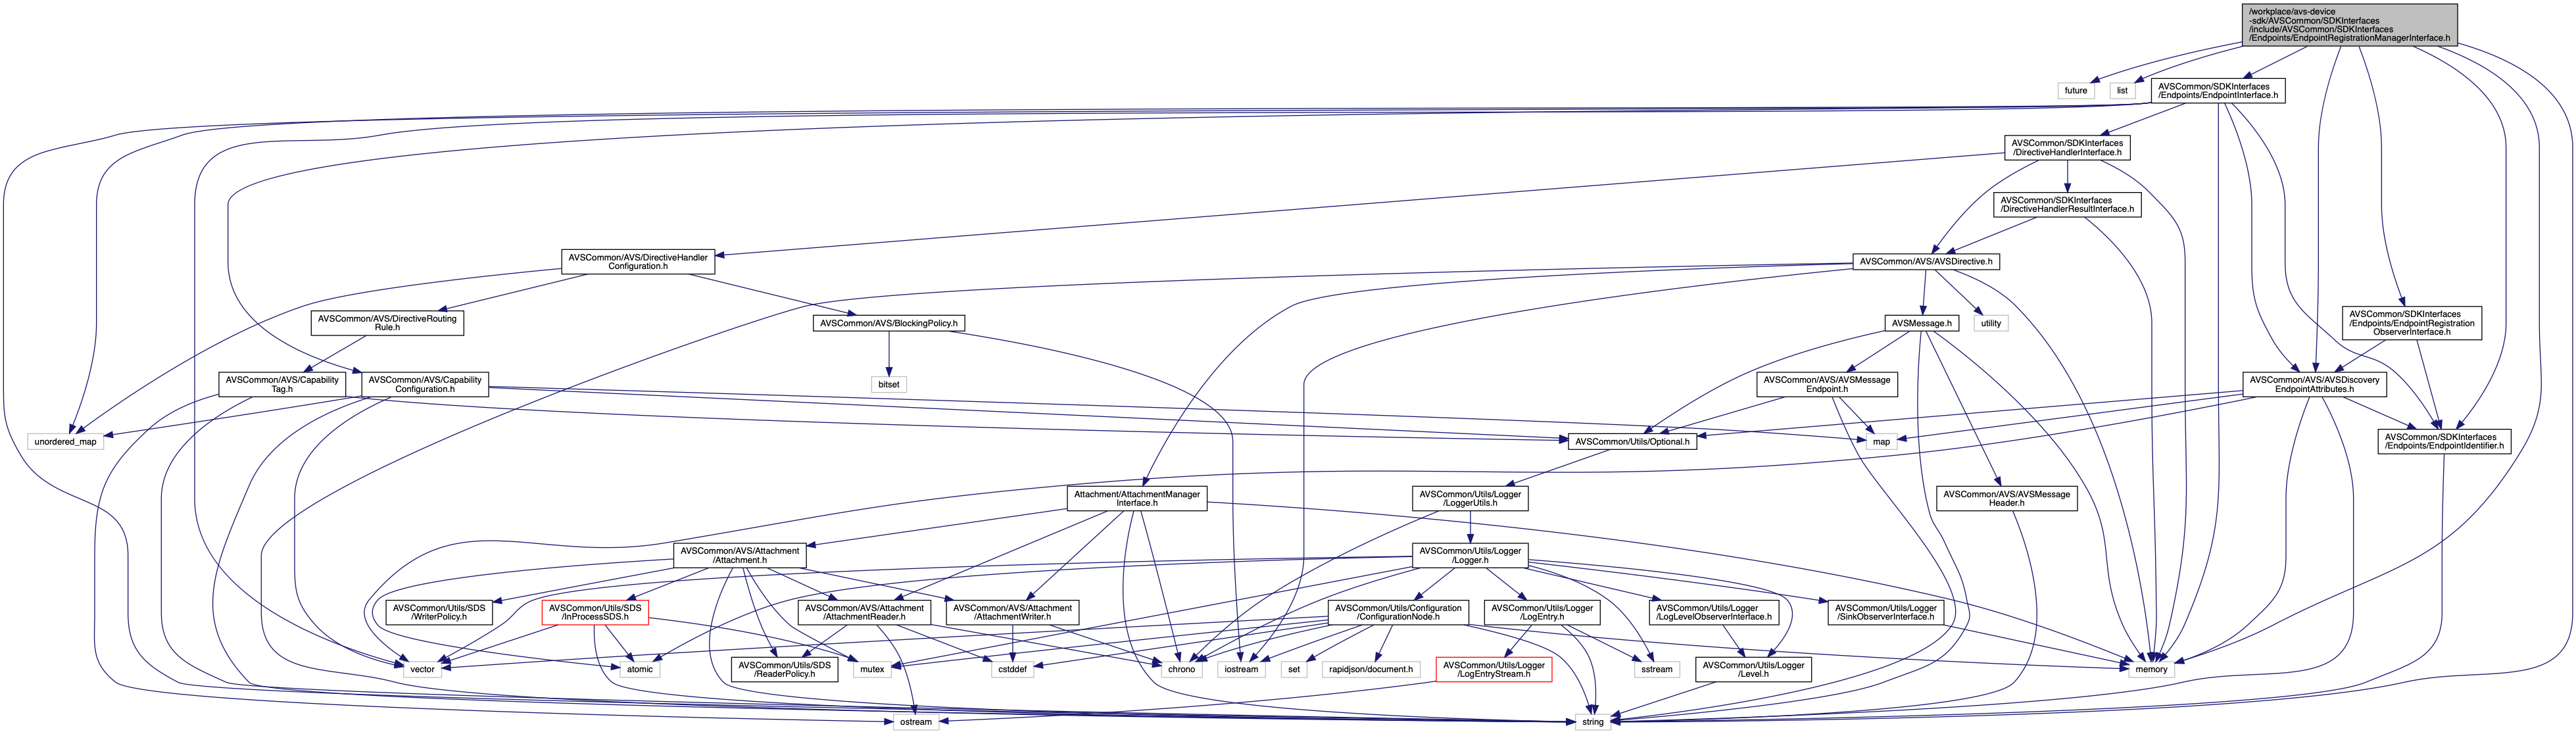 /workplace/avs-device
-sdk/AVSCommon/SDKInterfaces
/include/AVSCommon/SDKInterfaces
/Endpoints/EndpointRegistrationManagerInterface.h
future
list
AVSCommon/SDKInterfaces
/Endpoints/EndpointInterface.h
AVSCommon/SDKInterfaces
/DirectiveHandlerInterface.h
AVSCommon/SDKInterfaces
/DirectiveHandlerResultInterface.h
AVSCommon/AVS/DirectiveHandler
Configuration.h
AVSCommon/AVS/AVSDirective.h
AVSCommon/AVS/DirectiveRouting
Rule.h
AVSCommon/AVS/BlockingPolicy.h
AVSMessage.h
utility
AVSCommon/SDKInterfaces
/Endpoints/EndpointRegistration
ObserverInterface.h
AVSCommon/AVS/Capability
Tag.h
AVSCommon/AVS/Capability
Configuration.h
bitset
AVSCommon/AVS/AVSMessage
Endpoint.h
AVSCommon/AVS/AVSDiscovery
EndpointAttributes.h
unordered_map
AVSCommon/Utils/Optional.h
map
AVSCommon/SDKInterfaces
/Endpoints/EndpointIdentifier.h
Attachment/AttachmentManager
Interface.h
AVSCommon/Utils/Logger
/LoggerUtils.h
AVSCommon/AVS/AVSMessage
Header.h
AVSCommon/AVS/Attachment
/Attachment.h
AVSCommon/Utils/Logger
/Logger.h
AVSCommon/Utils/SDS
/WriterPolicy.h
AVSCommon/Utils/SDS
/InProcessSDS.h
AVSCommon/AVS/Attachment
/AttachmentReader.h
AVSCommon/AVS/Attachment
/AttachmentWriter.h
AVSCommon/Utils/Configuration
/ConfigurationNode.h
AVSCommon/Utils/Logger
/LogEntry.h
AVSCommon/Utils/Logger
/LogLevelObserverInterface.h
AVSCommon/Utils/Logger
/SinkObserverInterface.h
vector
atomic
AVSCommon/Utils/SDS
/ReaderPolicy.h
mutex
cstddef
chrono
iostream
set
rapidjson/document.h
AVSCommon/Utils/Logger
/LogEntryStream.h
sstream
AVSCommon/Utils/Logger
/Level.h
memory
ostream
string